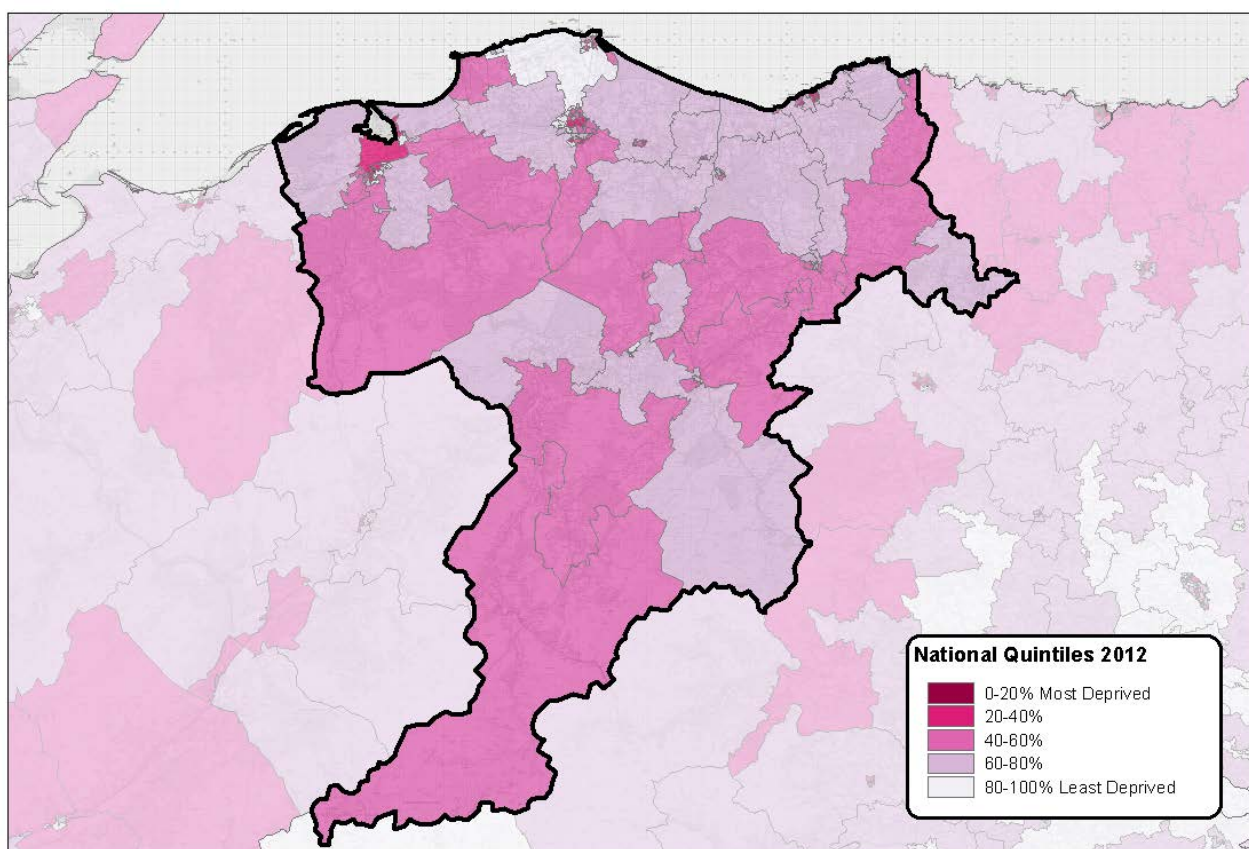 National Quintiles 2012
0-20% Most Deprived
20-40%
40-60%
60-80%
80-100% Least Deprived